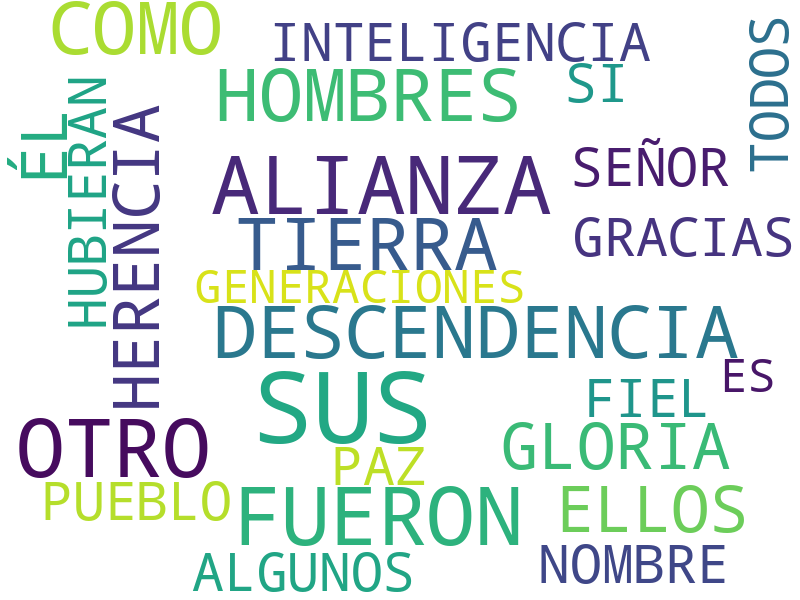 COMO
INTELIGENCIA
TODOS
HOMBRES
SI
ÉL
HUBIERAN
HERENCIA
ALIANZA
SEÑOR
TIERRA
GRACIAS
GENERACIONES
DESCENDENCIA
ES
SUS
FIEL
OTRO
GLORIA
PAZ
PUEBLO
FUERON
ELLOS
ALGUNOS
NOMBRE